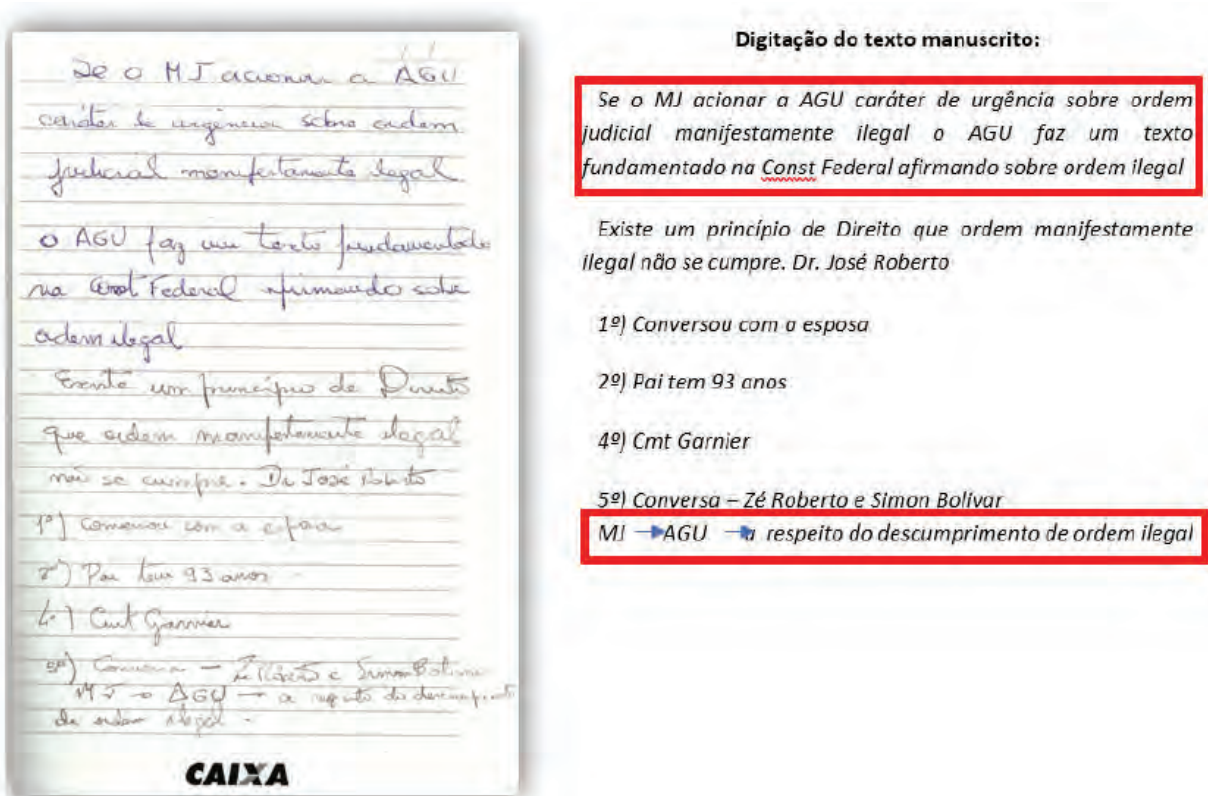 Se o MJ acionar a AGU
caráter de urgência sobre ordem
judicial manifestamente ilegal
o AGU faz um texto fundamentado
na Const Federal afirmando sobre
ordem ilegal
Existe um princípio de Direito
que ordem manifestamente ilegal
não se cumpre. Dr José Roberto
1º) Conversou com a esposa
2º) Pai tem 93 anos
4º) Cmt Garnier
5º) Conversa – Zé Roberto e Simon Bolivar
MJ → AGU → a respeito do descumprimento
de ordem ilegal.
CAIXA
Digitação do texto manuscrito:
Se o MJ acionar a AGU caráter de urgência sobre ordem
judicial manifestamente ilegal o AGU faz um texto
fundamentado na Const Federal afirmando sobre ordem ilegal
Existe um princípio de Direito que ordem manifestamente
ilegal não se cumpre. Dr. José Roberto
1º) Conversou com a esposa
2º) Pai tem 93 anos
4º) Cmt Garnier
5º) Conversa – Zé Roberto e Simon Bolivar
MJ → AGU → a respeito do descumprimento de ordem ilegal